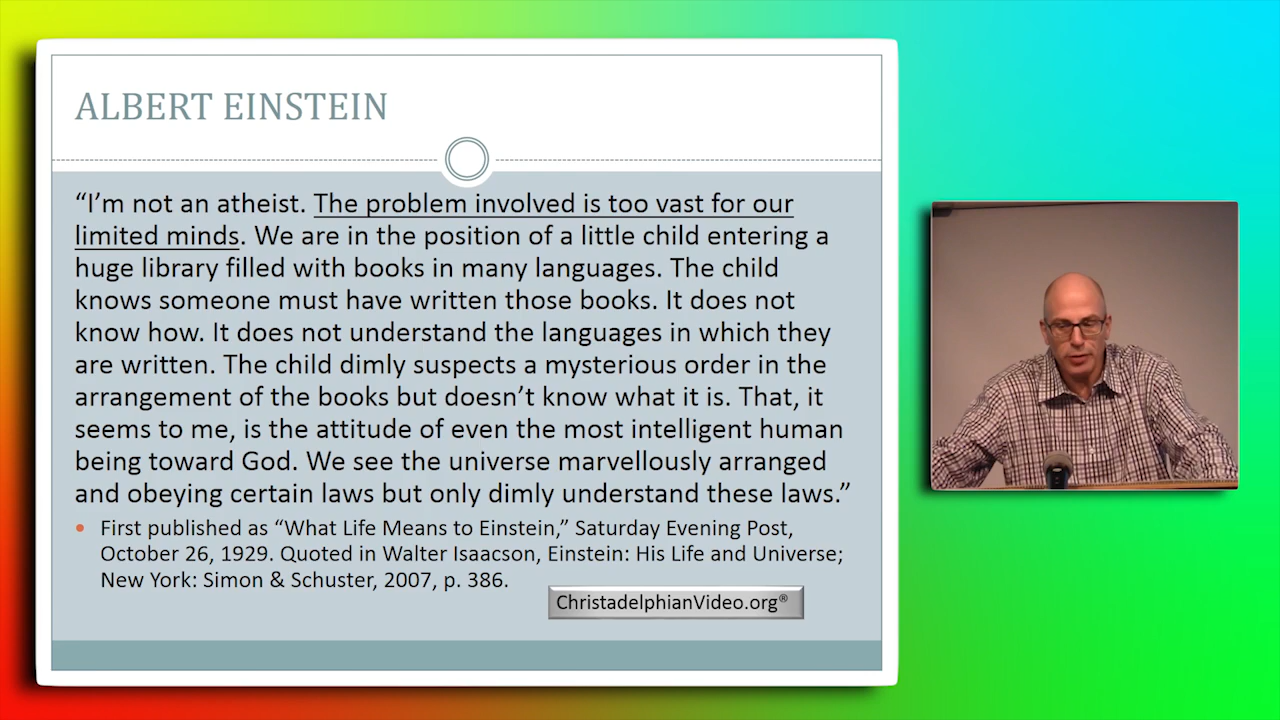 ALBERT EINSTEIN
“I’m not an atheist. The problem involved is too vast for our
limited minds. We are in the position of a little child entering a
huge library filled with books in many languages. The child
knows someone must have written those books. It does not
know how. It does not understand the languages in which they
are written. The child dimly suspects a mysterious order in the
arrangement of the books but doesn’t know what it is. That, it
seems to me, is the attitude of even the most intelligent human
being toward God. We see the universe marvellously arranged
and obeying certain laws but only dimly understand these laws.”
• First published as “What Life Means to Einstein,” Saturday Evening Post,
October 26, 1929. Quoted in Walter Isaacson, Einstein: His Life and Universe;
New York: Simon & Schuster, 2007, p. 386.
ChristadelphianVideo.org®